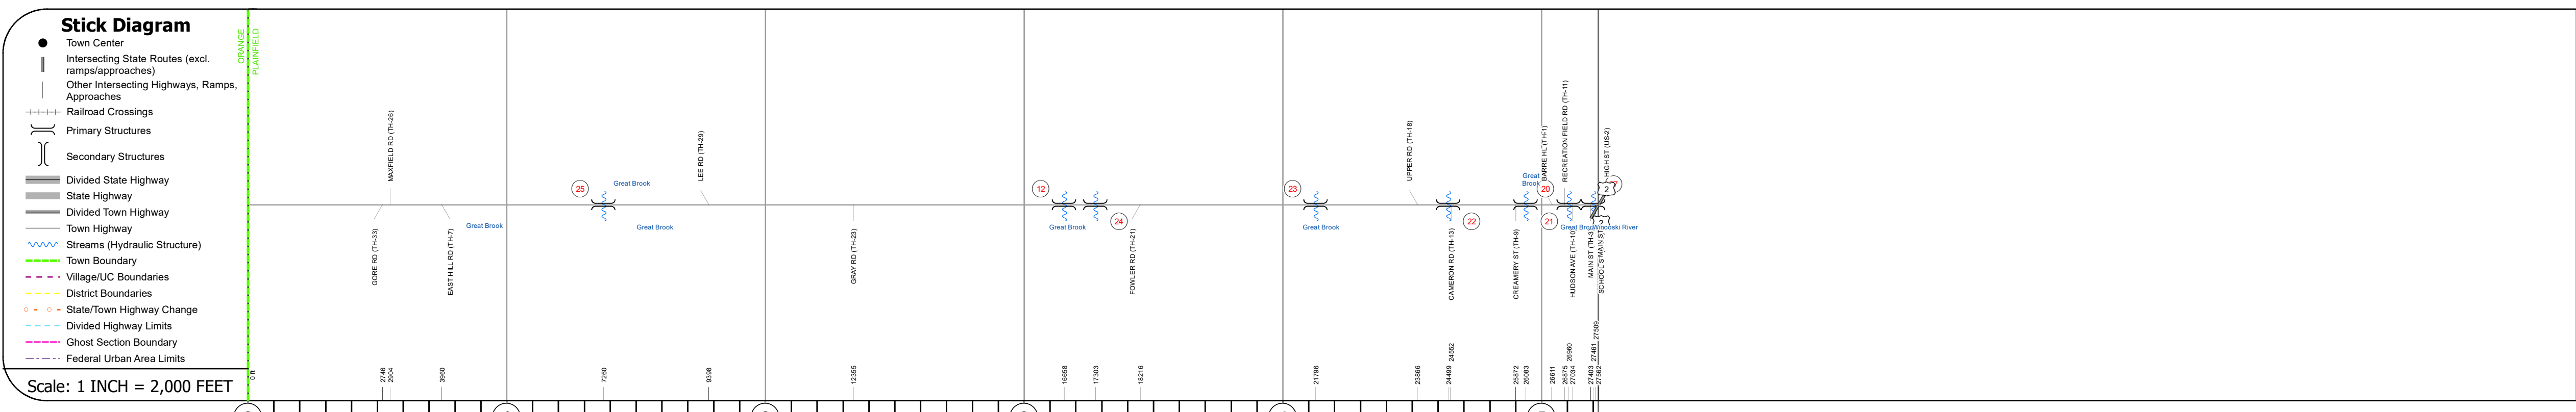 Stick Diagram
Town Center
Intersecting State Routes (excl.
ramps/approaches)
Other Intersecting Highways, Ramps,
Approaches
Railroad Crossings
Primary Structures
Secondary Structures
Divided State Highway
State Highway
Divided Town Highway
Town Highway
Streams (Hydraulic Structure)
Town Boundary
Village/UC Boundaries
District Boundaries
State/Town Highway Change
Divided Highway Limits
Ghost Section Boundary
Federal Urban Area Limits
Scale: 1 INCH = 2,000 FEET
ORANGE
PLAINFIELD
GORE RD (TH-33)
MAXFIELD RD (TH-26)
EAST HILL RD (TH-7)
Great Brook
25
Great Brook
Great Brook
LEE RD (TH-29)
GRAY RD (TH-23)
12
Great Brook
24
FOWLER RD (TH-21)
23
Great Brook
UPPER RD (TH-18)
CAMERON RD (TH-13)
22
CREAMERY ST (TH-9)
Great
Brook
20
BARRE HL (TH-1)
21
RECREATION FIELD RD (TH-11)
Great
HUDSON AVE (TH-10)
Winooski River
MAIN ST (TH-3
MAIN ST
HIGH ST (US-2)
2
7
2
0 ft
2746
2904
3960
7260
9398
12355
16658
17303
18216
21796
23866
24499
24552
25872
26083
26611
26875
26960
27034
27403
27461
27509
27562